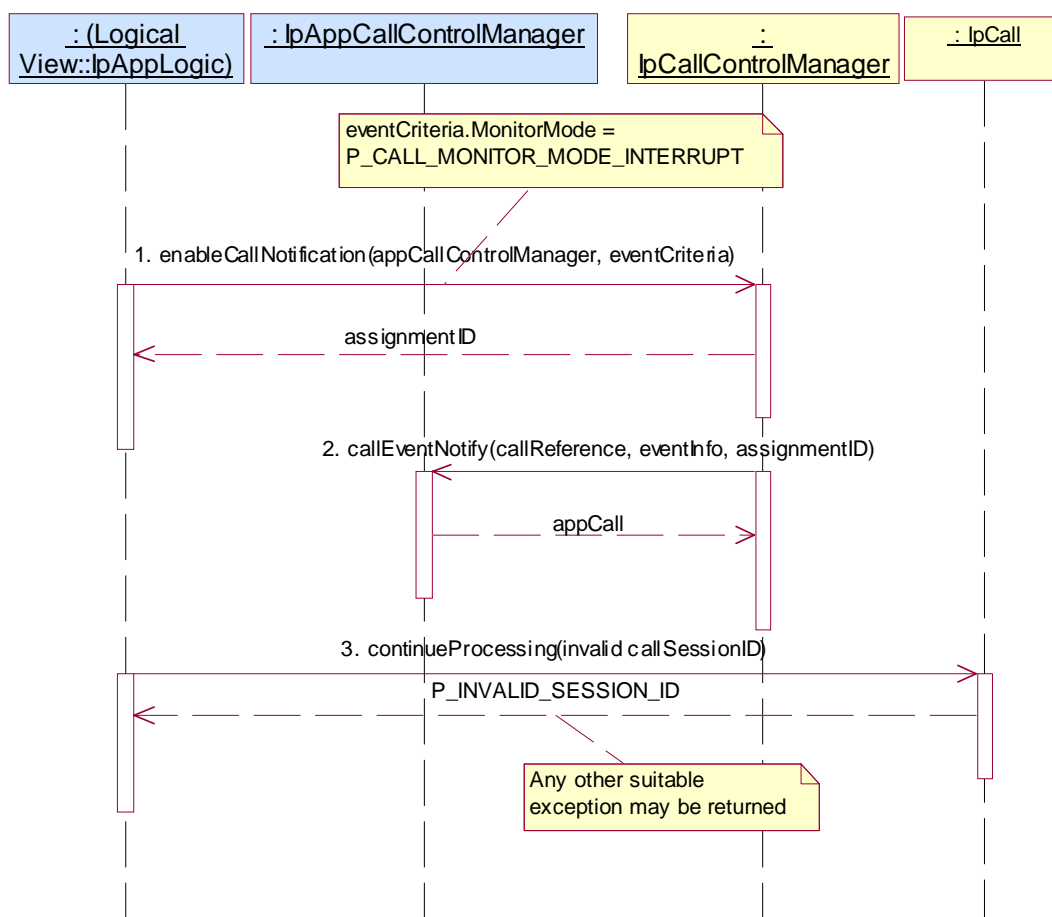 : (Logical
View::IpAppLogic)
: IpAppCallControlManager
:
IpCallControlManager
: IpCall
eventCriteria.MonitorMode =
P_CALL_MONITOR_MODE_INTERRUPT
1. enableCallNotification(appCallControlManager, eventCriteria)
assignmentID
2. callEventNotify(callReference, eventInfo, assignmentID)
appCall
3. continueProcessing(invalid callSessionID)
P_INVALID_SESSION_ID
Any other suitable
exception may be returned